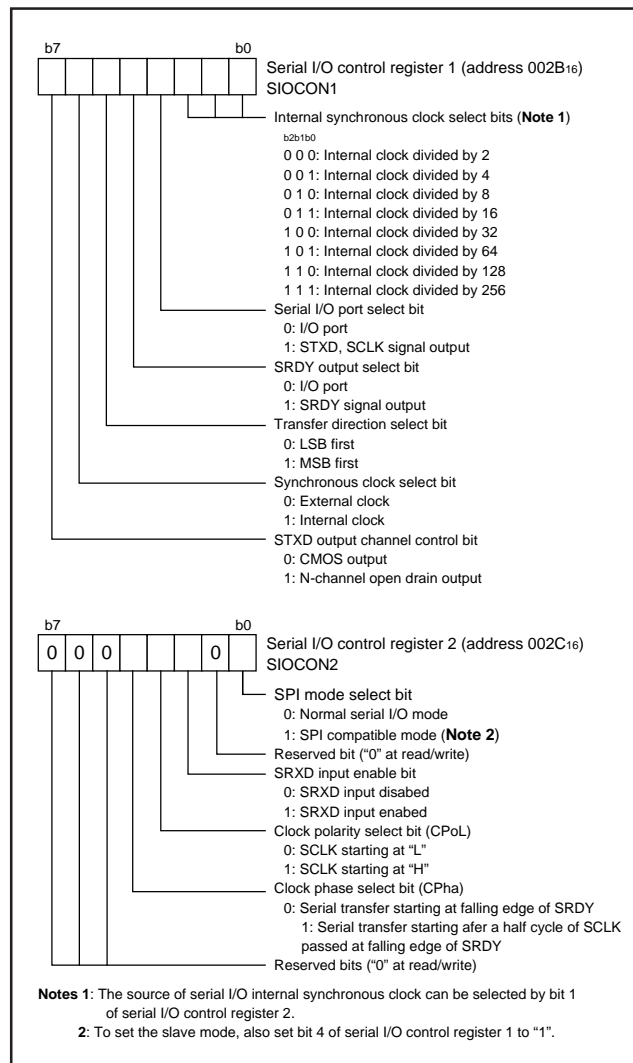 b7 b0
Serial I/O control register 1 (address 002B16)
SIOCON1
Internal synchronous clock select bits (Note 1)
b2b1b0
0 0 0: Internal clock divided by 2
0 0 1: Internal clock divided by 4
0 1 0: Internal clock divided by 8
0 1 1: Internal clock divided by 16
1 0 0: Internal clock divided by 32
1 0 1: Internal clock divided by 64
1 1 0: Internal clock divided by 128
1 1 1: Internal clock divided by 256
Serial I/O port select bit
0: I/O port
1: STXD, SCLK signal output
SRDY output select bit
0: I/O port
1: SRDY signal output
Transfer direction select bit
0: LSB first
1: MSB first
Synchronous clock select bit
0: External clock
1: Internal clock
STXD output channel control bit
0: CMOS output
1: N-channel open drain output
b7 b0
0 0 0 0
Serial I/O control register 2 (address 002C16)
SIOCON2
SPI mode select bit
0: Normal serial I/O mode
1: SPI compatible mode (Note 2)
Reserved bit (“0” at read/write)
SRXD input enable bit
0: SRXD input disabed
1: SRXD input enabed
Clock polarity select bit (CPoL)
0: SCLK starting at “L”
1: SCLK starting at “H”
Clock phase select bit (CPha)
0: Serial transfer starting at falling edge of SRDY
1: Serial transfer starting afer a half cycle of SCLK
passed at falling edge of SRDY
Reserved bits (“0” at read/write)
Notes 1: The source of serial I/O internal synchronous clock can be selected by bit 1
of serial I/O control register 2.
2: To set the slave mode, also set bit 4 of serial I/O control register 1 to “1”.